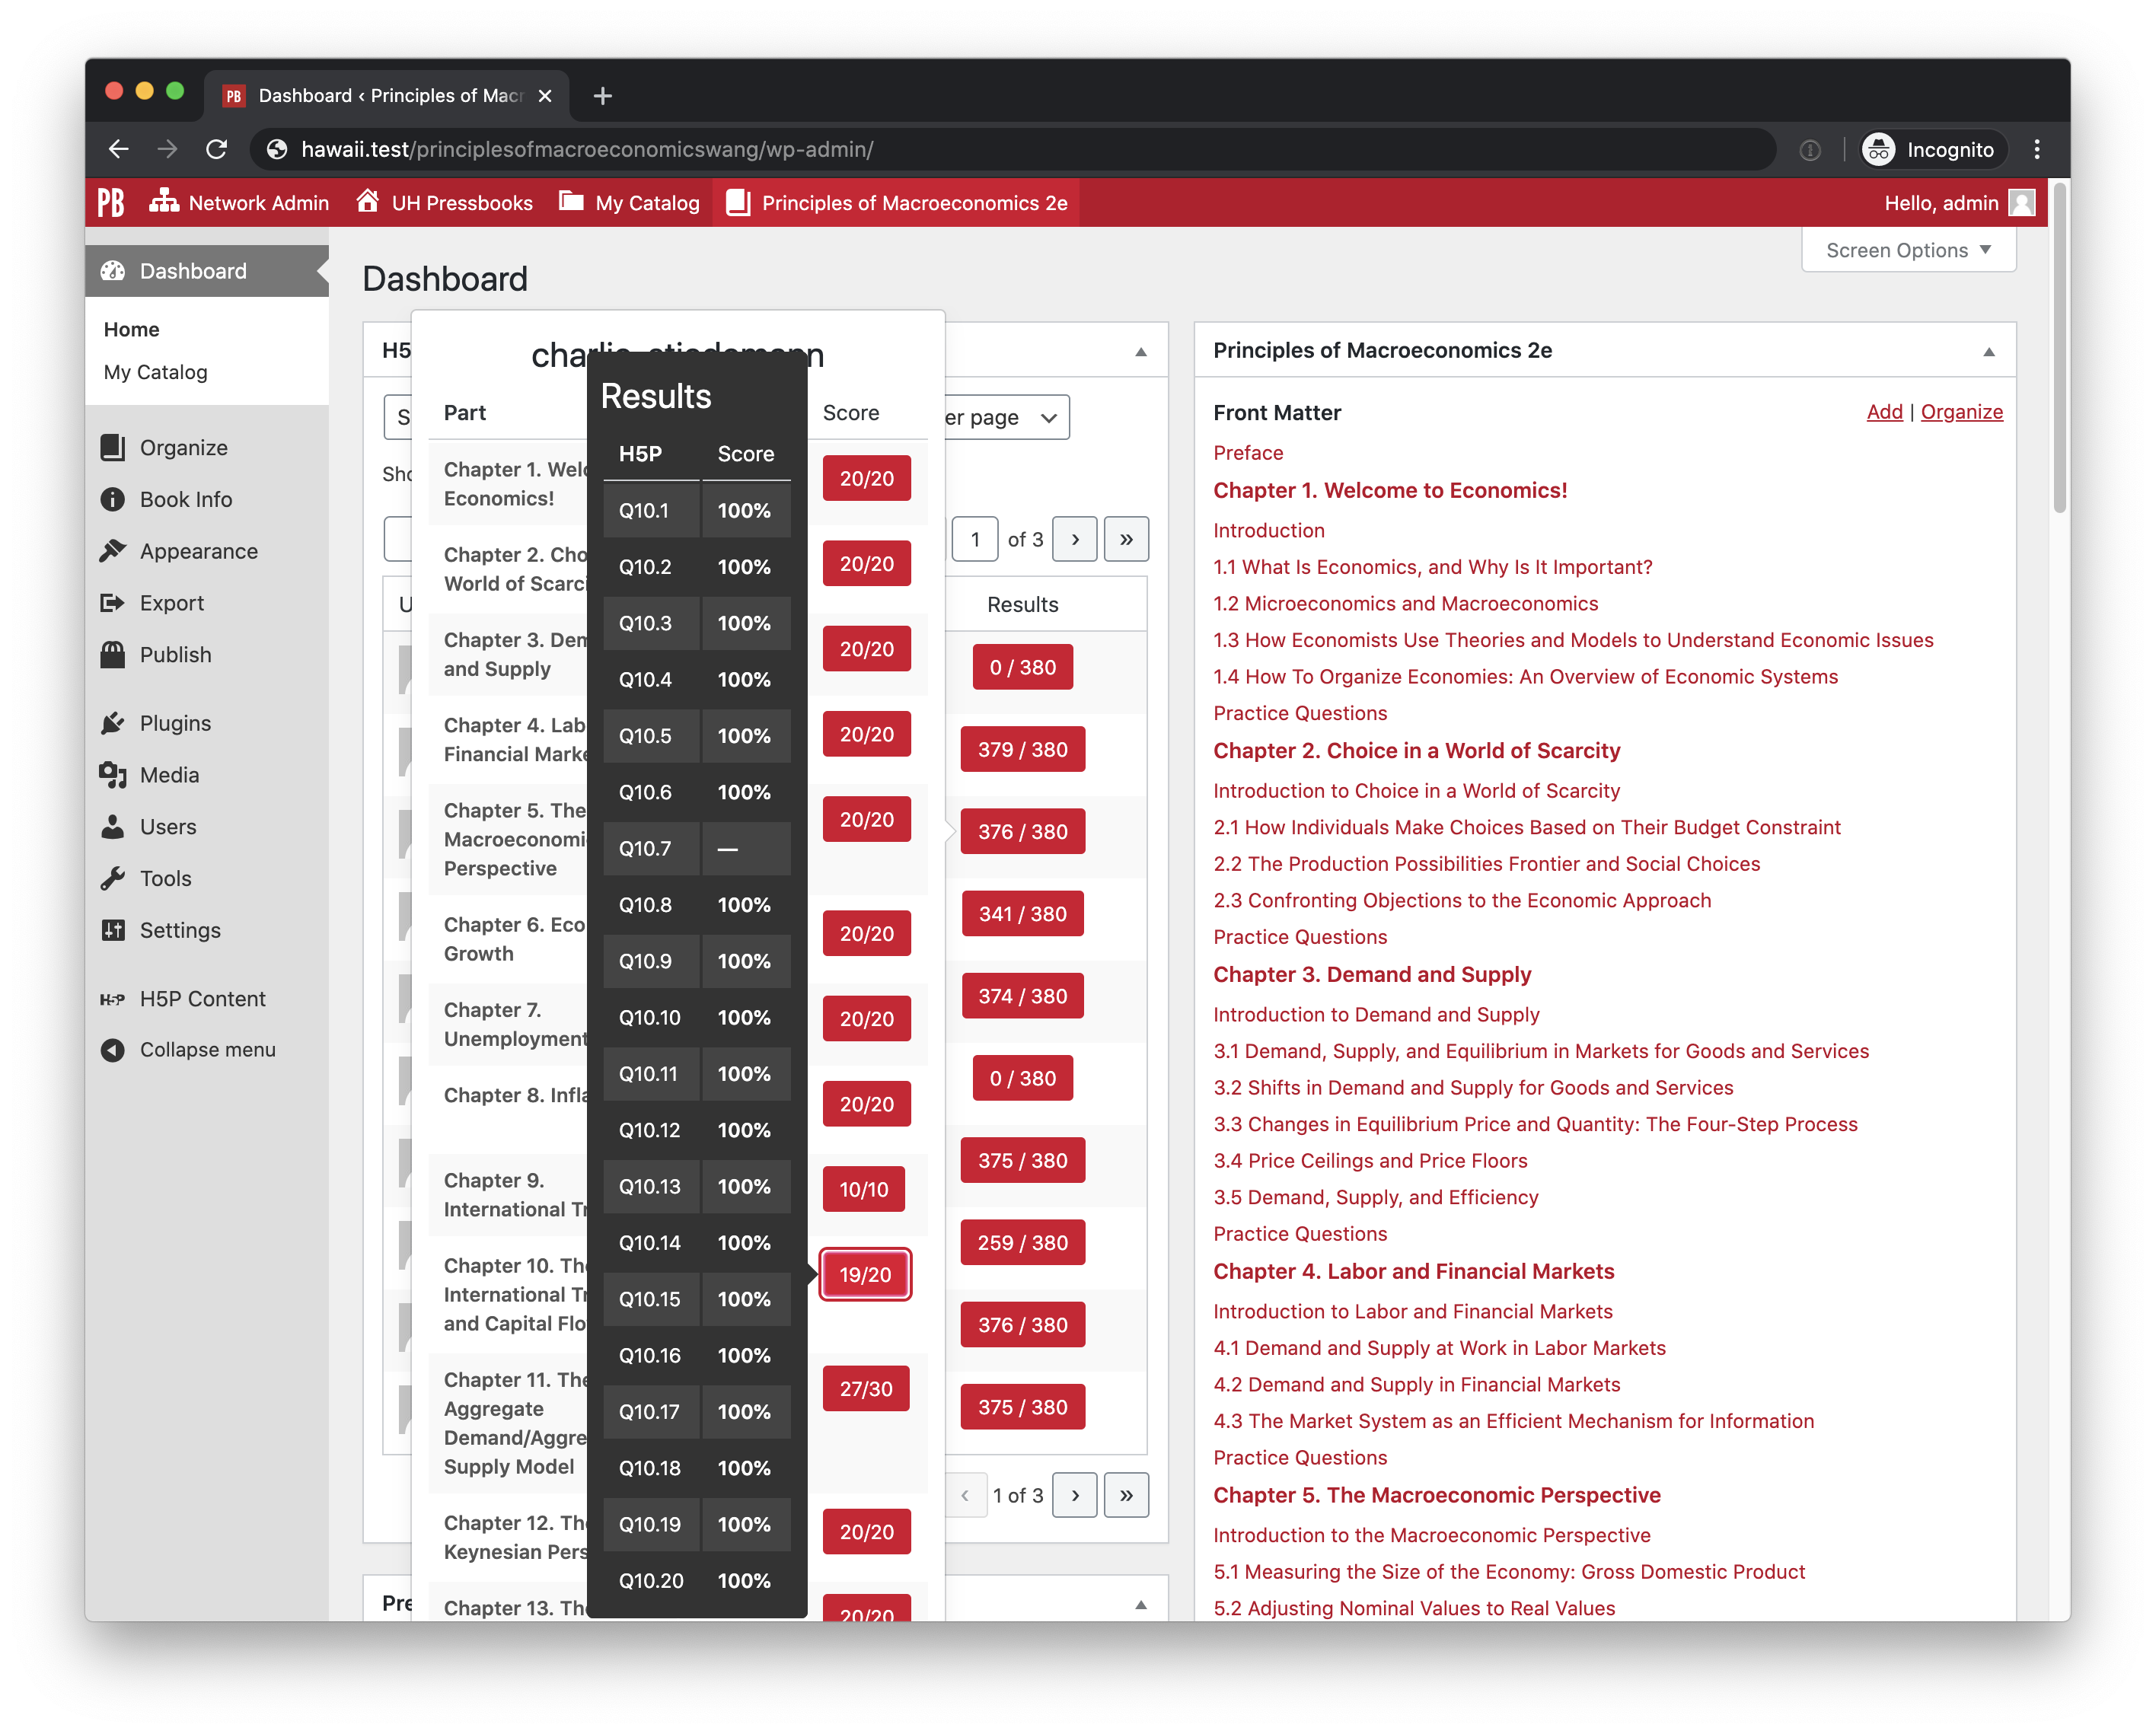 PB Dashboard ‹ Principles of Macr
hawaii.test/principlesofmacroeconomicswang/wp-admin/
Incognito
PB Network Admin UH Pressbooks My Catalog Principles of Macroeconomics 2e Hello, admin
Screen Options
Dashboard
Home
My Catalog
Organize
Book Info
Appearance
Export
Publish
Plugins
Media
Users
Tools
Settings
H5P H5P Content
Collapse menu
Dashboard
H5
er page
1 of 3 › »
Results
0 / 380
379 / 380
376 / 380
341 / 380
374 / 380
0 / 380
375 / 380
259 / 380
376 / 380
375 / 380
‹ 1 of 3 › »
Pre
Part Score
Chapter 1. Welc
Economics!
20/20
Chapter 2. Cho
World of Scarci
20/20
Chapter 3. Den
and Supply
20/20
Chapter 4. Lab
Financial Marke
20/20
Chapter 5. The
Macroeconomi
Perspective
20/20
Chapter 6. Eco
Growth
20/20
Chapter 7.
Unemployment
20/20
Chapter 8. Infla
20/20
Chapter 9.
International Tr
10/10
Chapter 10. The
International Tr
and Capital Flo
19/20
Chapter 11. The
Aggregate
Demand/Aggre
Supply Model
27/30
Chapter 12. The
Keynesian Pers
20/20
Chapter 13. The
20/20
Results
H5P Score
Q10.1 100%
Q10.2 100%
Q10.3 100%
Q10.4 100%
Q10.5 100%
Q10.6 100%
Q10.7 —
Q10.8 100%
Q10.9 100%
Q10.10 100%
Q10.11 100%
Q10.12 100%
Q10.13 100%
Q10.14 100%
Q10.15 100%
Q10.16 100%
Q10.17 100%
Q10.18 100%
Q10.19 100%
Q10.20 100%
Principles of Macroeconomics 2e
Front Matter
Add | Organize
Preface
Chapter 1. Welcome to Economics!
Introduction
1.1 What Is Economics, and Why Is It Important?
1.2 Microeconomics and Macroeconomics
1.3 How Economists Use Theories and Models to Understand Economic Issues
1.4 How To Organize Economies: An Overview of Economic Systems
Practice Questions
Chapter 2. Choice in a World of Scarcity
Introduction to Choice in a World of Scarcity
2.1 How Individuals Make Choices Based on Their Budget Constraint
2.2 The Production Possibilities Frontier and Social Choices
2.3 Confronting Objections to the Economic Approach
Practice Questions
Chapter 3. Demand and Supply
Introduction to Demand and Supply
3.1 Demand, Supply, and Equilibrium in Markets for Goods and Services
3.2 Shifts in Demand and Supply for Goods and Services
3.3 Changes in Equilibrium Price and Quantity: The Four-Step Process
3.4 Price Ceilings and Price Floors
3.5 Demand, Supply, and Efficiency
Practice Questions
Chapter 4. Labor and Financial Markets
Introduction to Labor and Financial Markets
4.1 Demand and Supply at Work in Labor Markets
4.2 Demand and Supply in Financial Markets
4.3 The Market System as an Efficient Mechanism for Information
Practice Questions
Chapter 5. The Macroeconomic Perspective
Introduction to the Macroeconomic Perspective
5.1 Measuring the Size of the Economy: Gross Domestic Product
5.2 Adjusting Nominal Values to Real Values